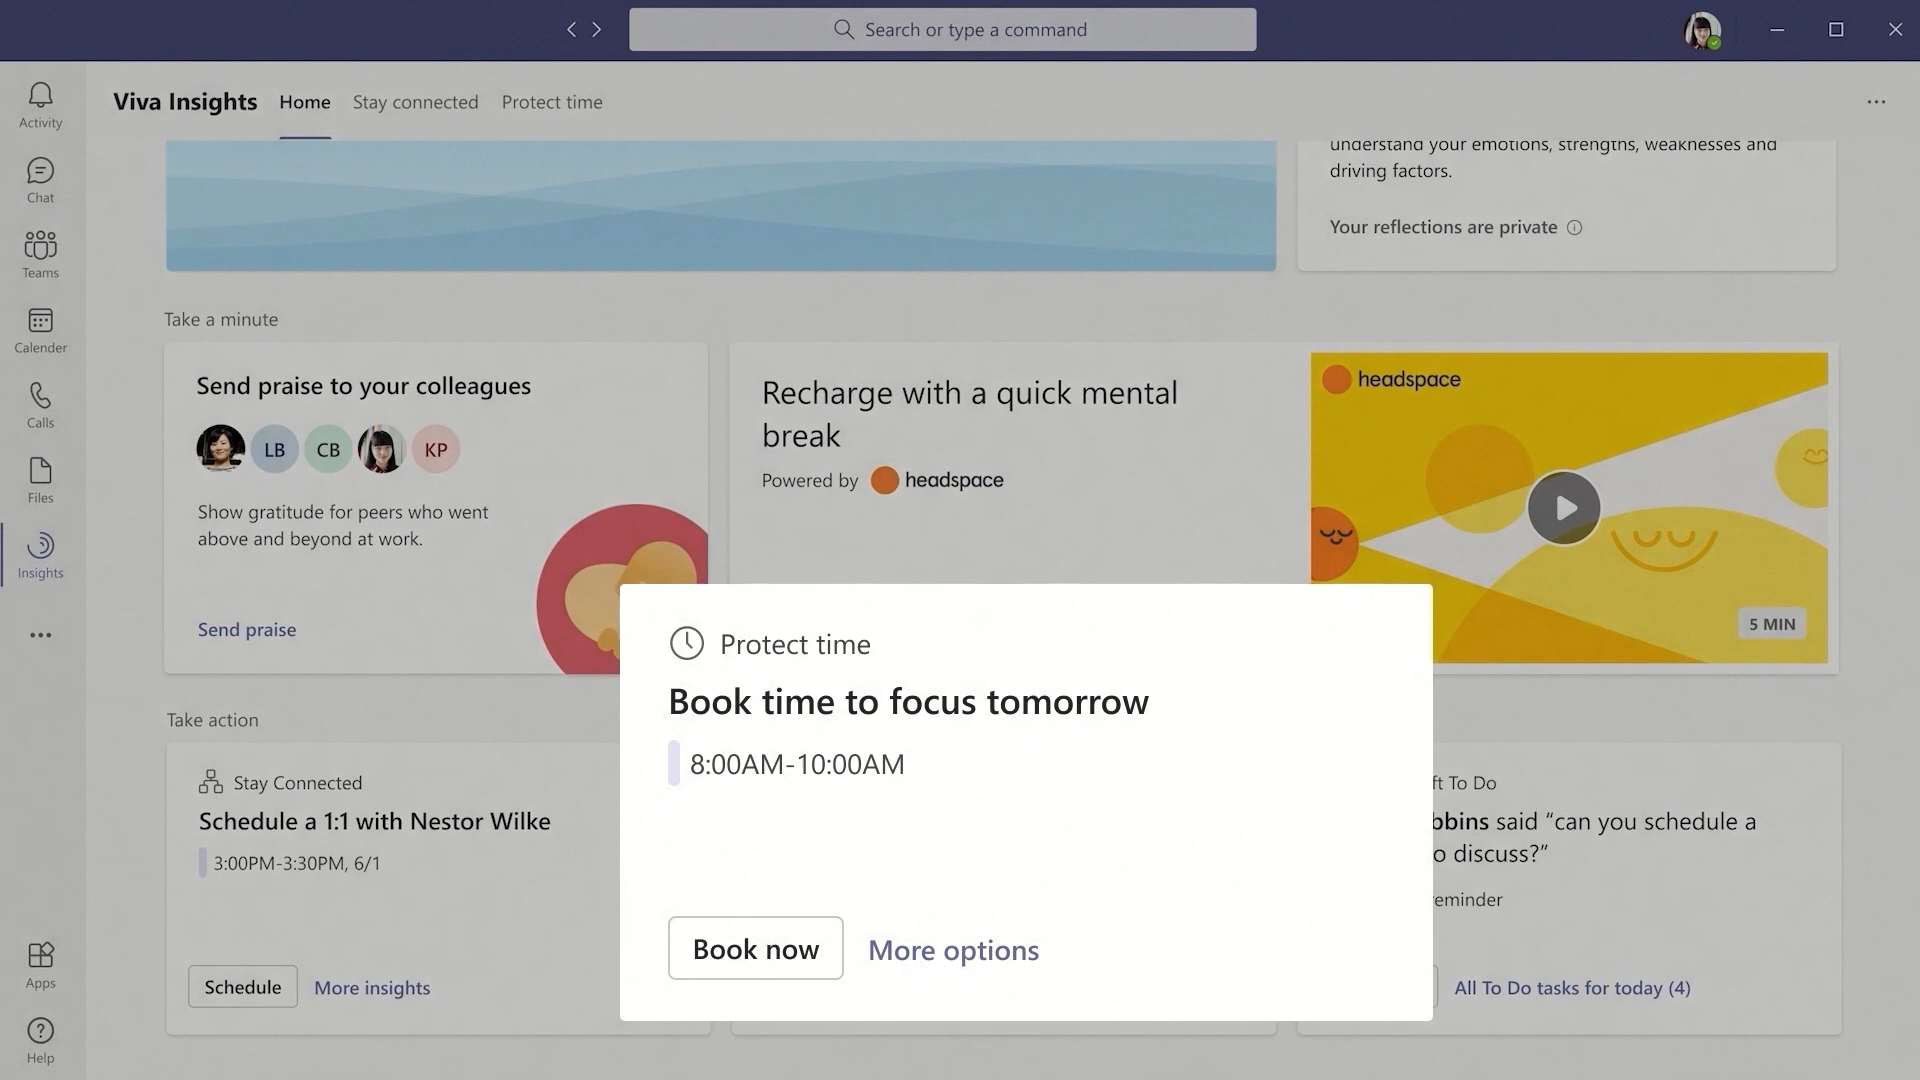 Search or type a command
Activity
Chat
Teams
Calender
Calls
Files
Insights
Apps
Help
Viva Insights
Home
Stay connected
Protect time
understand your emotions, strengths, weaknesses and
driving factors.
Your reflections are private
Take a minute
Send praise to your colleagues
LB
CB
KP
Show gratitude for peers who went
above and beyond at work.
Send praise
Recharge with a quick mental
break
Powered by headspace
headspace
5 MIN
Take action
Stay Connected
Schedule a 1:1 with Nestor Wilke
3:00PM-3:30PM, 6/1
Schedule
More insights
Protect time
Book time to focus tomorrow
8:00AM-10:00AM
Book now
More options
To Do
said “can you schedule a
discuss?“
All To Do tasks for today (4)